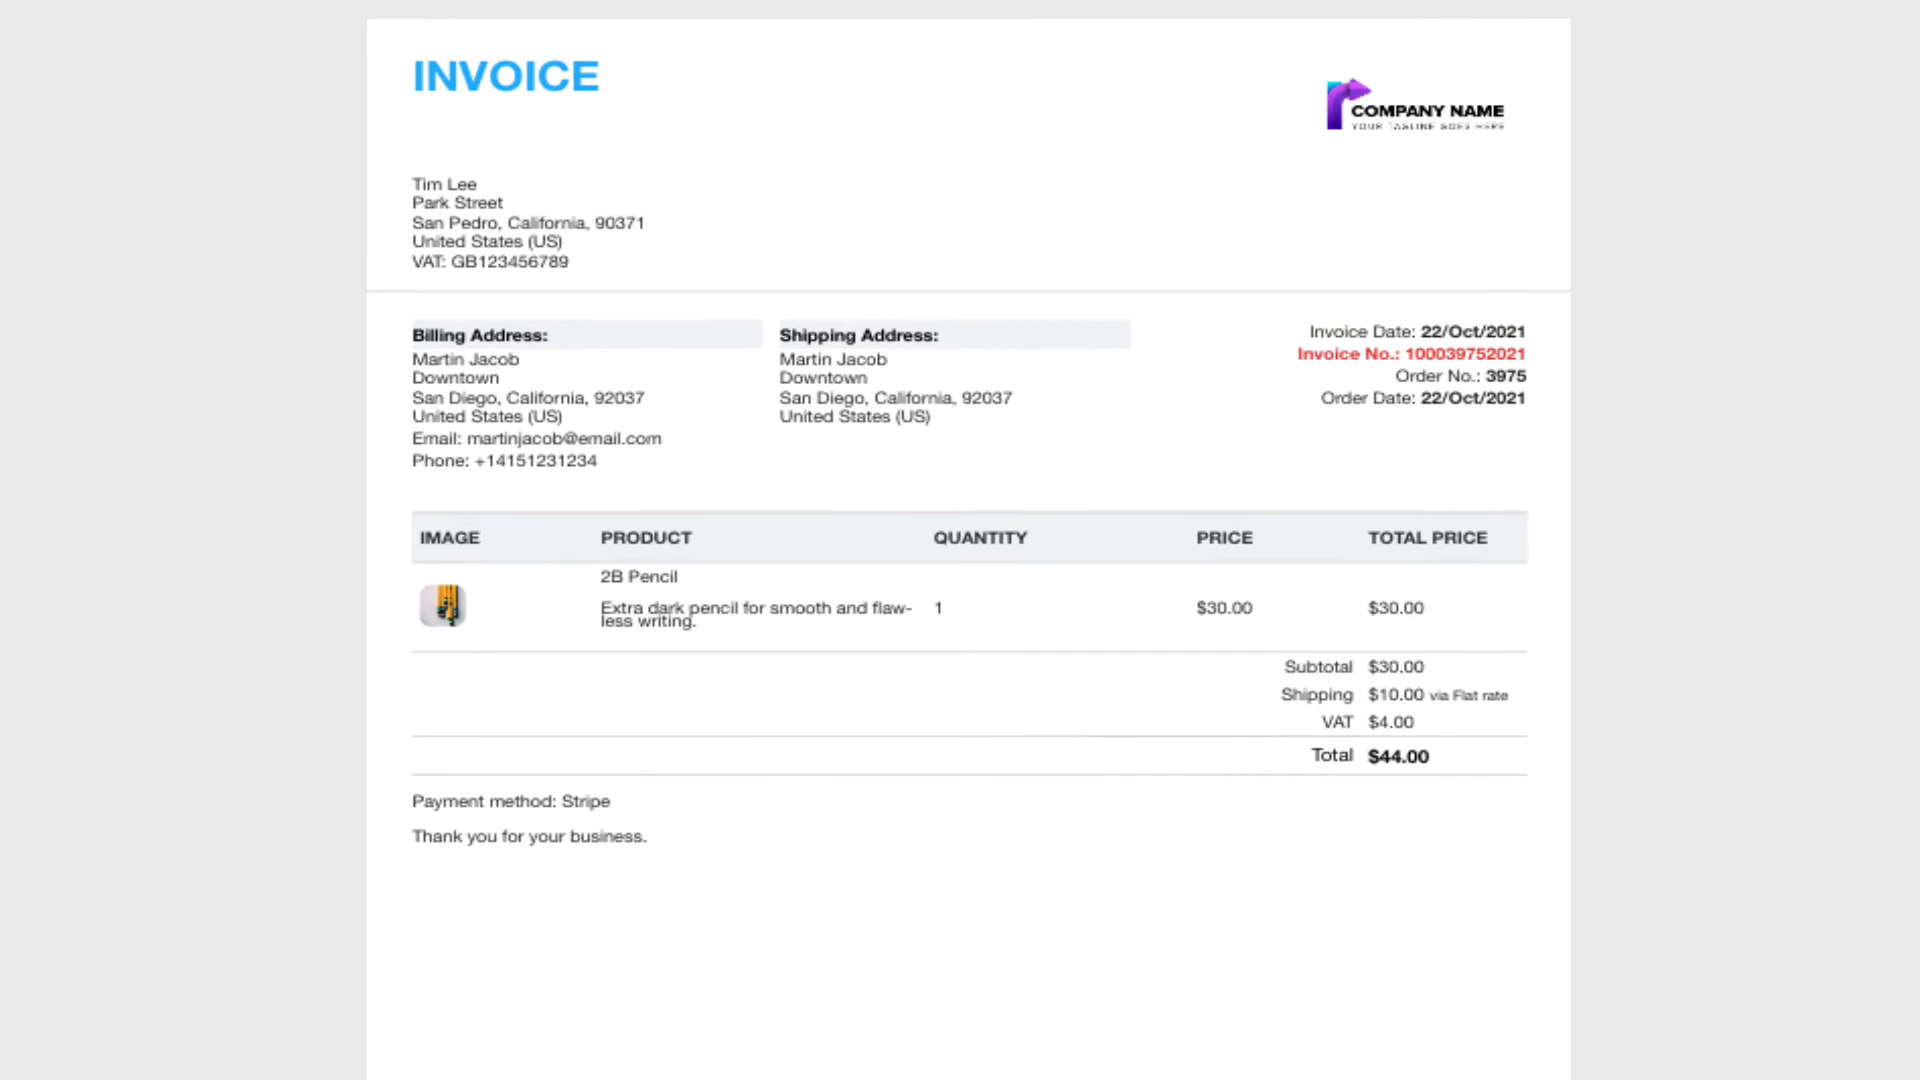 INVOICE
COMPANY NAME
YOUR TAGLINE GOES HERE
Tim Lee
Park Street
San Pedro, California, 90371
United States (US)
VAT: GB123456789
Billing Address:
Martin Jacob
Downtown
San Diego, California, 92037
United States (US)
Email: martinjacob@email.com
Phone: +14151231234
Shipping Address:
Martin Jacob
Downtown
San Diego, California, 92037
United States (US)
Invoice Date: 22/Oct/2021
Invoice No.: 100039752021
Order No.: 3975
Order Date: 22/Oct/2021
IMAGE PRODUCT QUANTITY PRICE TOTAL PRICE
2B Pencil
Extra dark pencil for smooth and flaw- 1 $30.00 $30.00
less writing.
Subtotal $30.00
Shipping $10.00 via Flat rate
VAT $4.00
Total $44.00
Payment method: Stripe
Thank you for your business.